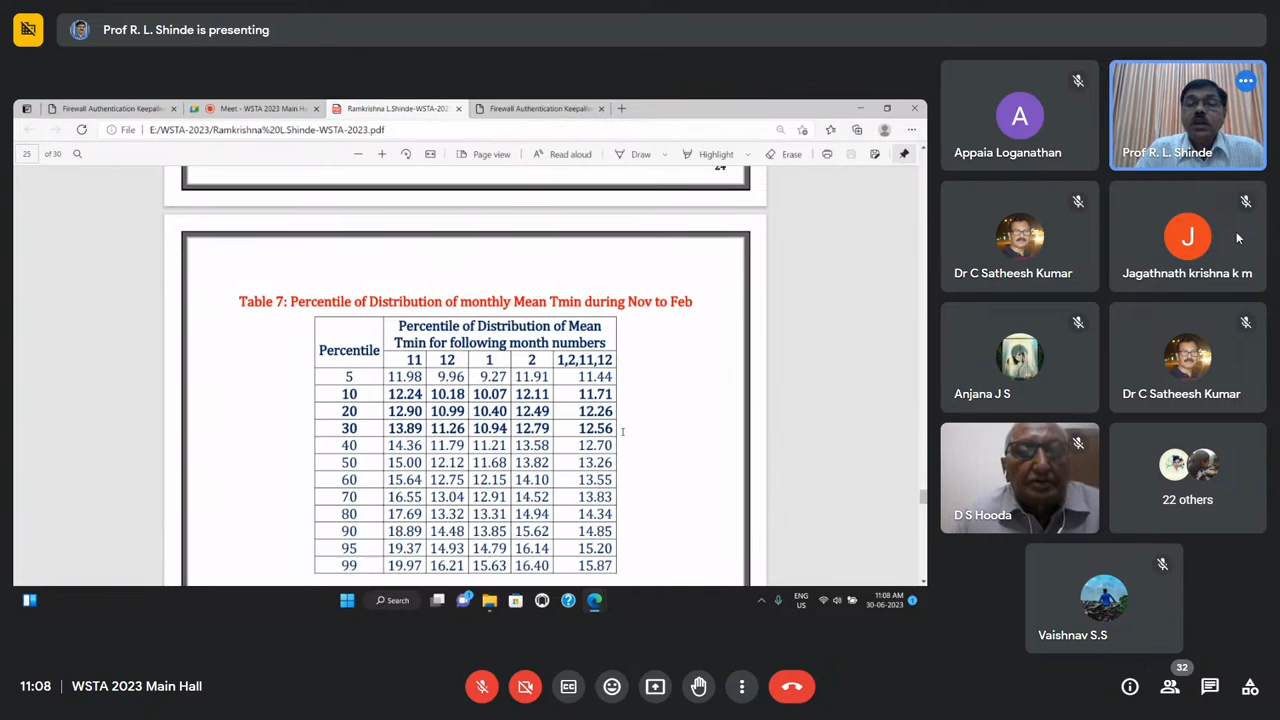 Prof R. L. Shinde is presenting
Firewall Authentication Keepaliv
Meet - WSTA 2023 Main H
Ramkrishna L.Shinde-WSTA-202
Firewall Authentication Keepaliv
File E:/WSTA-2023/Ramkrishna%20L.Shinde-WSTA-2023.pdf
25 of 30 Page view Read aloud Draw Highlight Erase
24
Table 7: Percentile of Distribution of monthly Mean Tmin during Nov to Feb
Percentile
Percentile of Distribution of Mean
Tmin for following month numbers
11 12 1 2 1,2,11,12
5 11.98 9.96 9.27 11.91 11.44
10 12.24 10.18 10.07 12.11 11.71
20 12.90 10.99 10.40 12.49 12.26
30 13.89 11.26 10.94 12.79 12.56
40 14.36 11.79 11.21 13.58 12.70
50 15.00 12.12 11.68 13.82 13.26
60 15.64 12.75 12.15 14.10 13.55
70 16.55 13.04 12.91 14.52 13.83
80 17.69 13.32 13.31 14.94 14.34
90 18.89 14.48 13.85 15.62 14.85
95 19.37 14.93 14.79 16.14 15.20
99 19.97 16.21 15.63 16.40 15.87
Search
ENG
US
11:08 AM
30-06-2023
A
Appaia Loganathan
Prof R. L. Shinde
Dr C Satheesh Kumar
J
Jagathnath krishna k m
Anjana J S
Dr C Satheesh Kumar
D S Hooda
22 others
Vaishnav S.S
11:08 | WSTA 2023 Main Hall
32